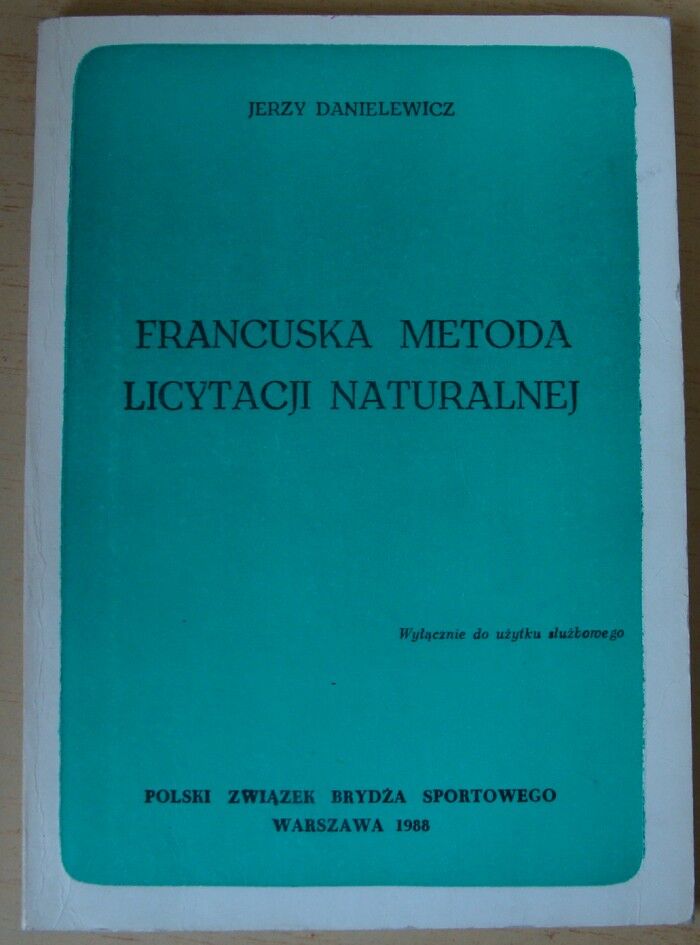 JERZY DANIELEWICZ
FRANCUSKA METODA
LICYTACJI NATURALNEJ
Wyłącznie do użytku służbowego
POLSKI ZWIĄZEK BRYDŻA SPORTOWEGO
WARSZAWA 1988